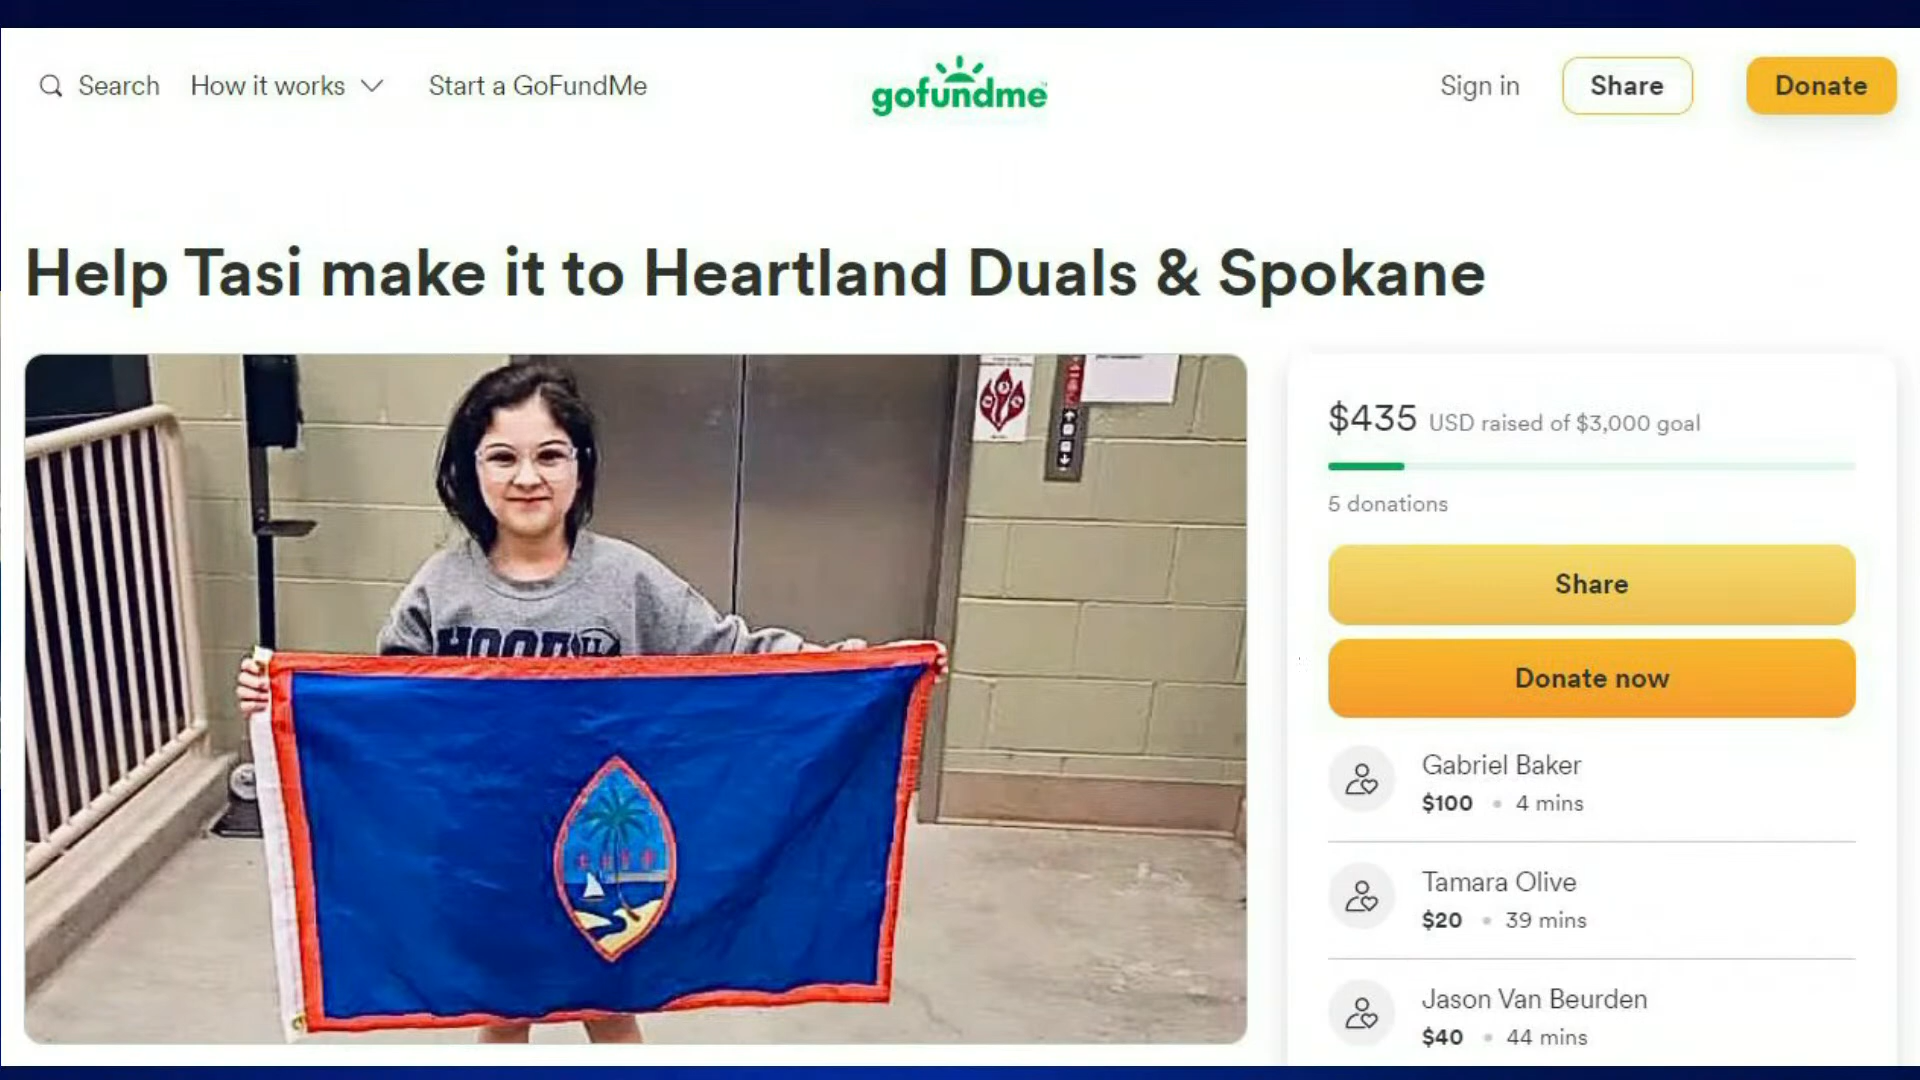 Search
How it works
Start a GoFundMe
gofundme
Sign in
Share
Donate
Help Tasi make it to Heartland Duals & Spokane
$435 USD raised of $3,000 goal
5 donations
Share
Donate now
Gabriel Baker
$100 • 4 mins
Tamara Olive
$20 • 39 mins
Jason Van Beurden
$40 • 44 mins